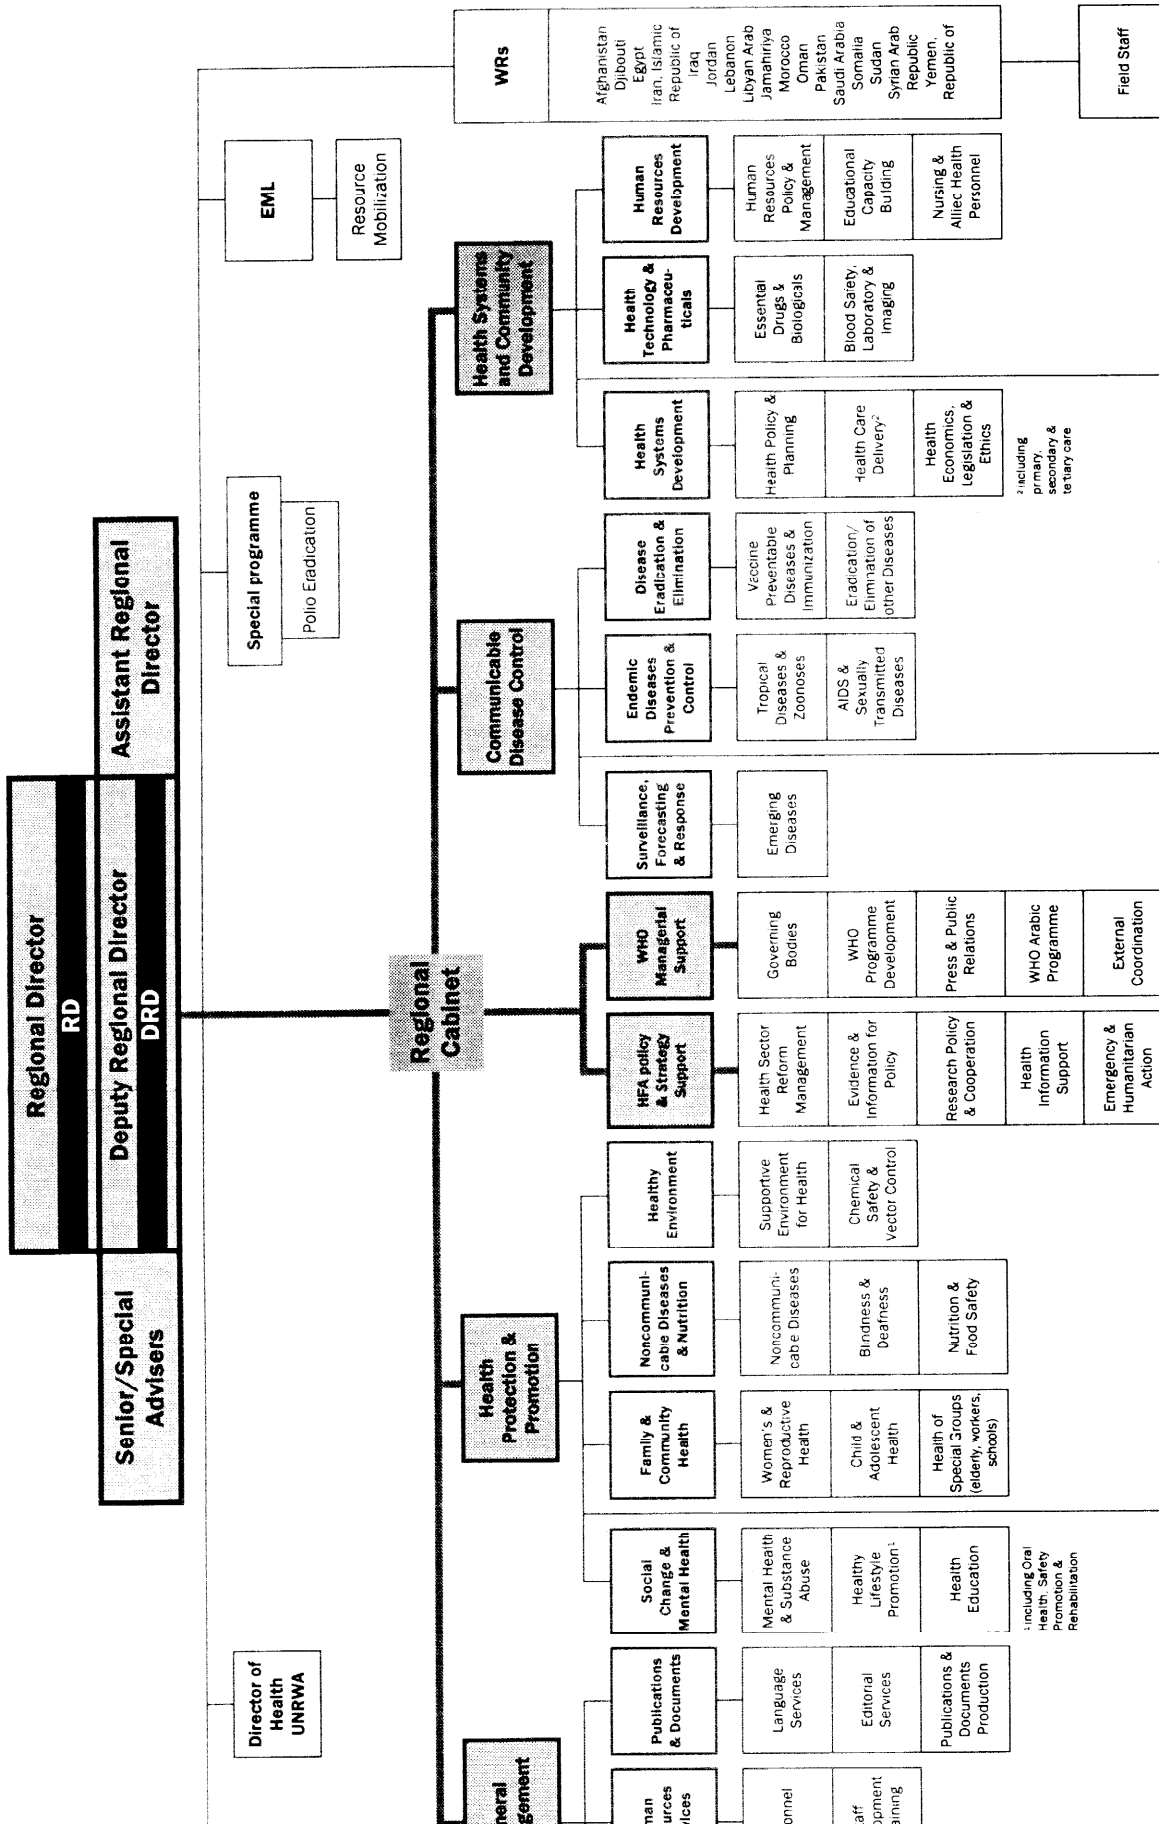 Regional Director
RD
Senior/Special
Advisers
Deputy Regional Director
DRD
Assistant Regional
Director
Director of
Health
UNRWA
Special programme
Polio Eradication
EML
Resource
Mobilization
Regional
Cabinet
Health
Protection &
Promotion
Communicable
Disease Control
Health Systems
and Community
Development
WRs
Afghanistan
Djibouti
Egypt
Iran, Islamic
Republic of
Iraq
Jordan
Lebanon
Libyan Arab
Jamahiriya
Morocco
Oman
Pakistan
Saudi Arabia
Somalia
Sudan
Syrian Arab
Republic
Yemen,
Republic of
Field Staff
Publications
& Documents
Language
Services
Editorial
Services
Publications &
Documents
Production
Social
Change &
Mental Health
Mental Health
& Substance
Abuse
Healthy
Lifestyle
Promotion¹
Health
Education
¹ including Oral
Health, Safety
Promotion &
Rehabilitation
Family &
Community
Health
Women's &
Reproductive
Health
Child &
Adolescent
Health
Health of
Special Groups
(elderly, workers,
schools)
Noncommuni-
cable Diseases
& Nutrition
Noncommuni-
cable Diseases
Blindness &
Deafness
Nutrition &
Food Safety
Healthy
Environment
Supportive
Environment
for Health
Chemical
Safety &
Vector Control
HFA policy
& Strategy
Support
Health Sector
Reform
Management
Evidence &
Information for
Policy
Research Policy
& Cooperation
Health
Information
Support
Emergency &
Humanitarian
Action
WHO
Managerial
Support
Governing
Bodies
WHO
Programme
Development
Press & Public
Relations
WHO Arabic
Programme
External
Coordination
Surveillance,
Forecasting
& Response
Emerging
Diseases
Endemic
Diseases
Prevention &
Control
Tropical
Diseases &
Zoonoses
AIDS &
Sexually
Transmitted
Diseases
Disease
Eradication &
Elimination
Vaccine
Preventable
Diseases &
Immunization
Eradication/
Elimination of
other Diseases
Health
Systems
Development
Health Policy &
Planning
Health Care
Delivery²
Health
Economics,
Legislation &
Ethics
² including
primary,
secondary &
tertiary care
Health
Technology &
Pharmaceu-
ticals
Essential
Drugs &
Biologicals
Blood Safety,
Laboratory &
Imaging
Human
Resources
Development
Human
Resources
Policy &
Management
Educational
Capacity
Building
Nursing &
Allied Health
Personnel